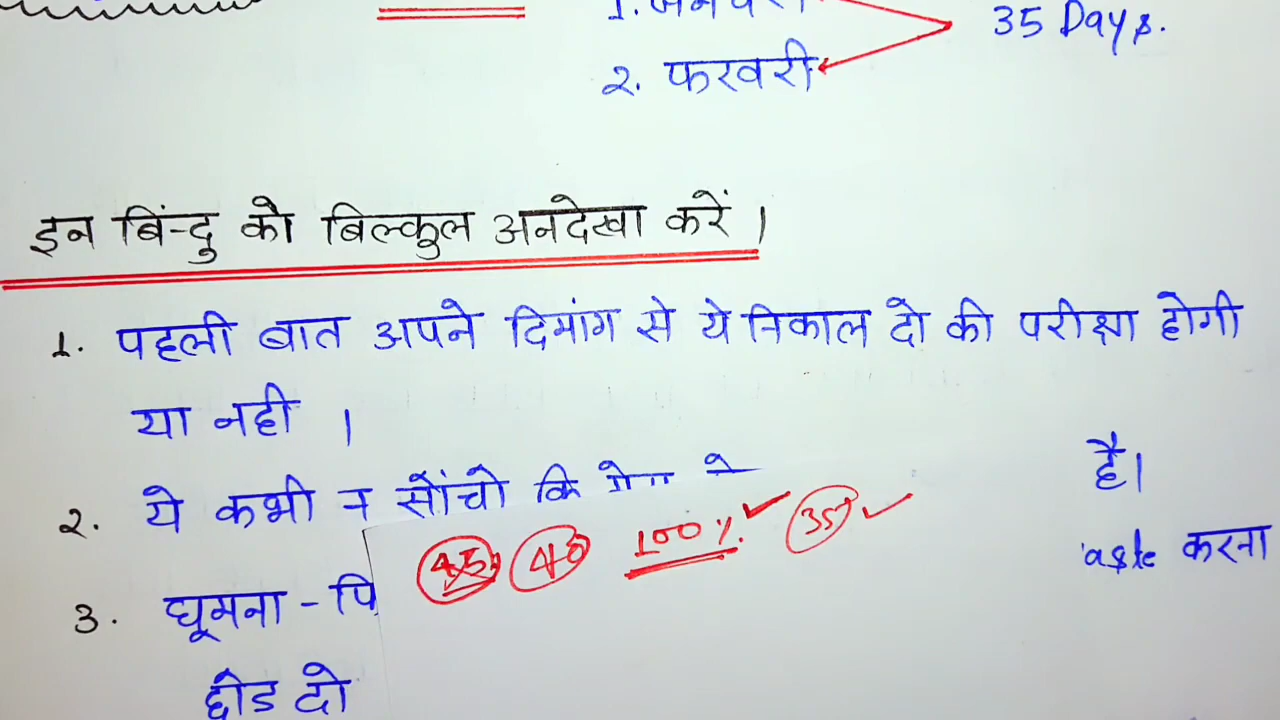 35 Days.
2. फरवरी
इन बिंन्दु को बिल्कुल अनदेखा करें ।
1. पहली बात अपने दिमांग से ये निकाल दो की परीक्षा होगी
या नही ।
2. ये कभी न सोंचो कि
है।
45 40 100% 35
करना
3. घूमना -
छोड दो